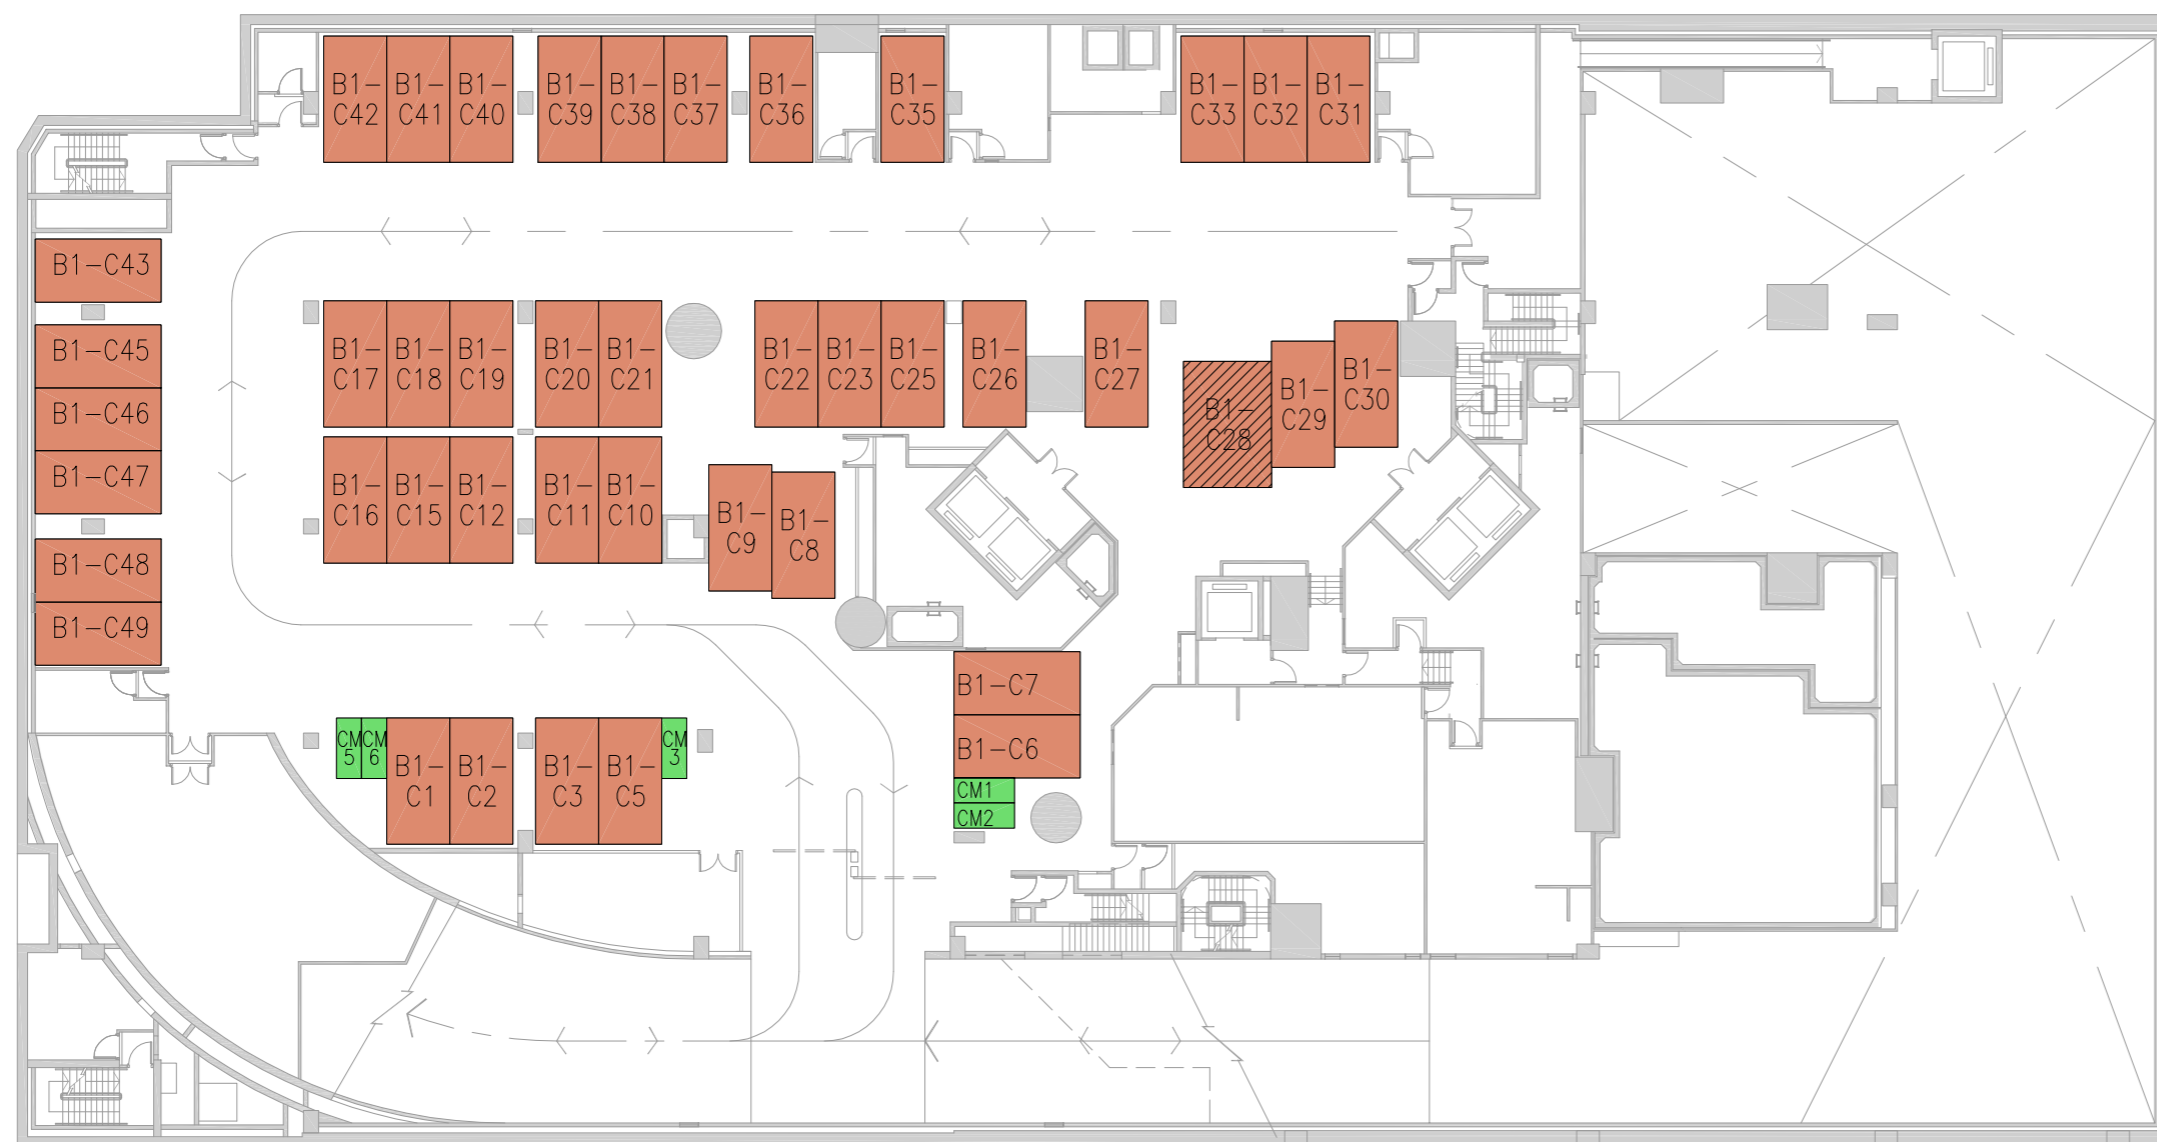 B1-
C42
B1-
C41
B1-
C40
B1-
C39
B1-
C38
B1-
C37
B1-
C36
B1-
C35
B1-
C33
B1-
C32
B1-
C31
B1-C43
B1-C45
B1-C46
B1-C47
B1-C48
B1-C49
B1-
C17
B1-
C18
B1-
C19
B1-
C20
B1-
C21
B1-
C22
B1-
C23
B1-
C25
B1-
C26
B1-
C27
B1-
C28
B1-
C29
B1-
C30
B1-
C16
B1-
C15
B1-
C12
B1-
C11
B1-
C10
B1-
C9
B1-
C8
B1-C7
B1-C6
CM1
CM2
CM
5
CM
6
B1-
C1
B1-
C2
B1-
C3
B1-
C5
CM
3